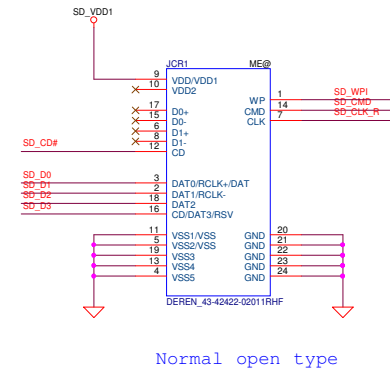 SD_VDD1
JCR1 ME@
9 VDD/VDD1
10 VDD2
WP 1 SD_WPI
17 D0+
CMD 14 SD_CMD
15 D0-
CLK 7 SD_CLK_R
6 D1+
8 D1-
SD_CD# 12 CD
SD_D0 3 DAT0/RCLK+/DAT
SD_D1 2 DAT1/RCLK-
SD_D2 18 DAT2
SD_D3 16 CD/DAT3/RSV
11 VSS1/VSS GND 20
5 VSS2/VSS GND 21
19 VSS3 GND 22
13 VSS4 GND 23
4 VSS5 GND 24
DEREN_43-42422-02011RHF
Normal open type